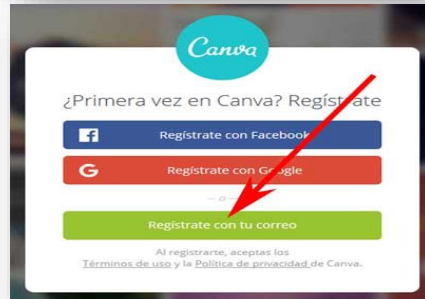 Canva
¿Primera vez en Canva? Regístrate
Regístrate con Facebook
G Regístrate con Google
— o —
Regístrate con tu correo
Al registrarte, aceptas los
Términos de uso y la Política de privacidad de Canva.